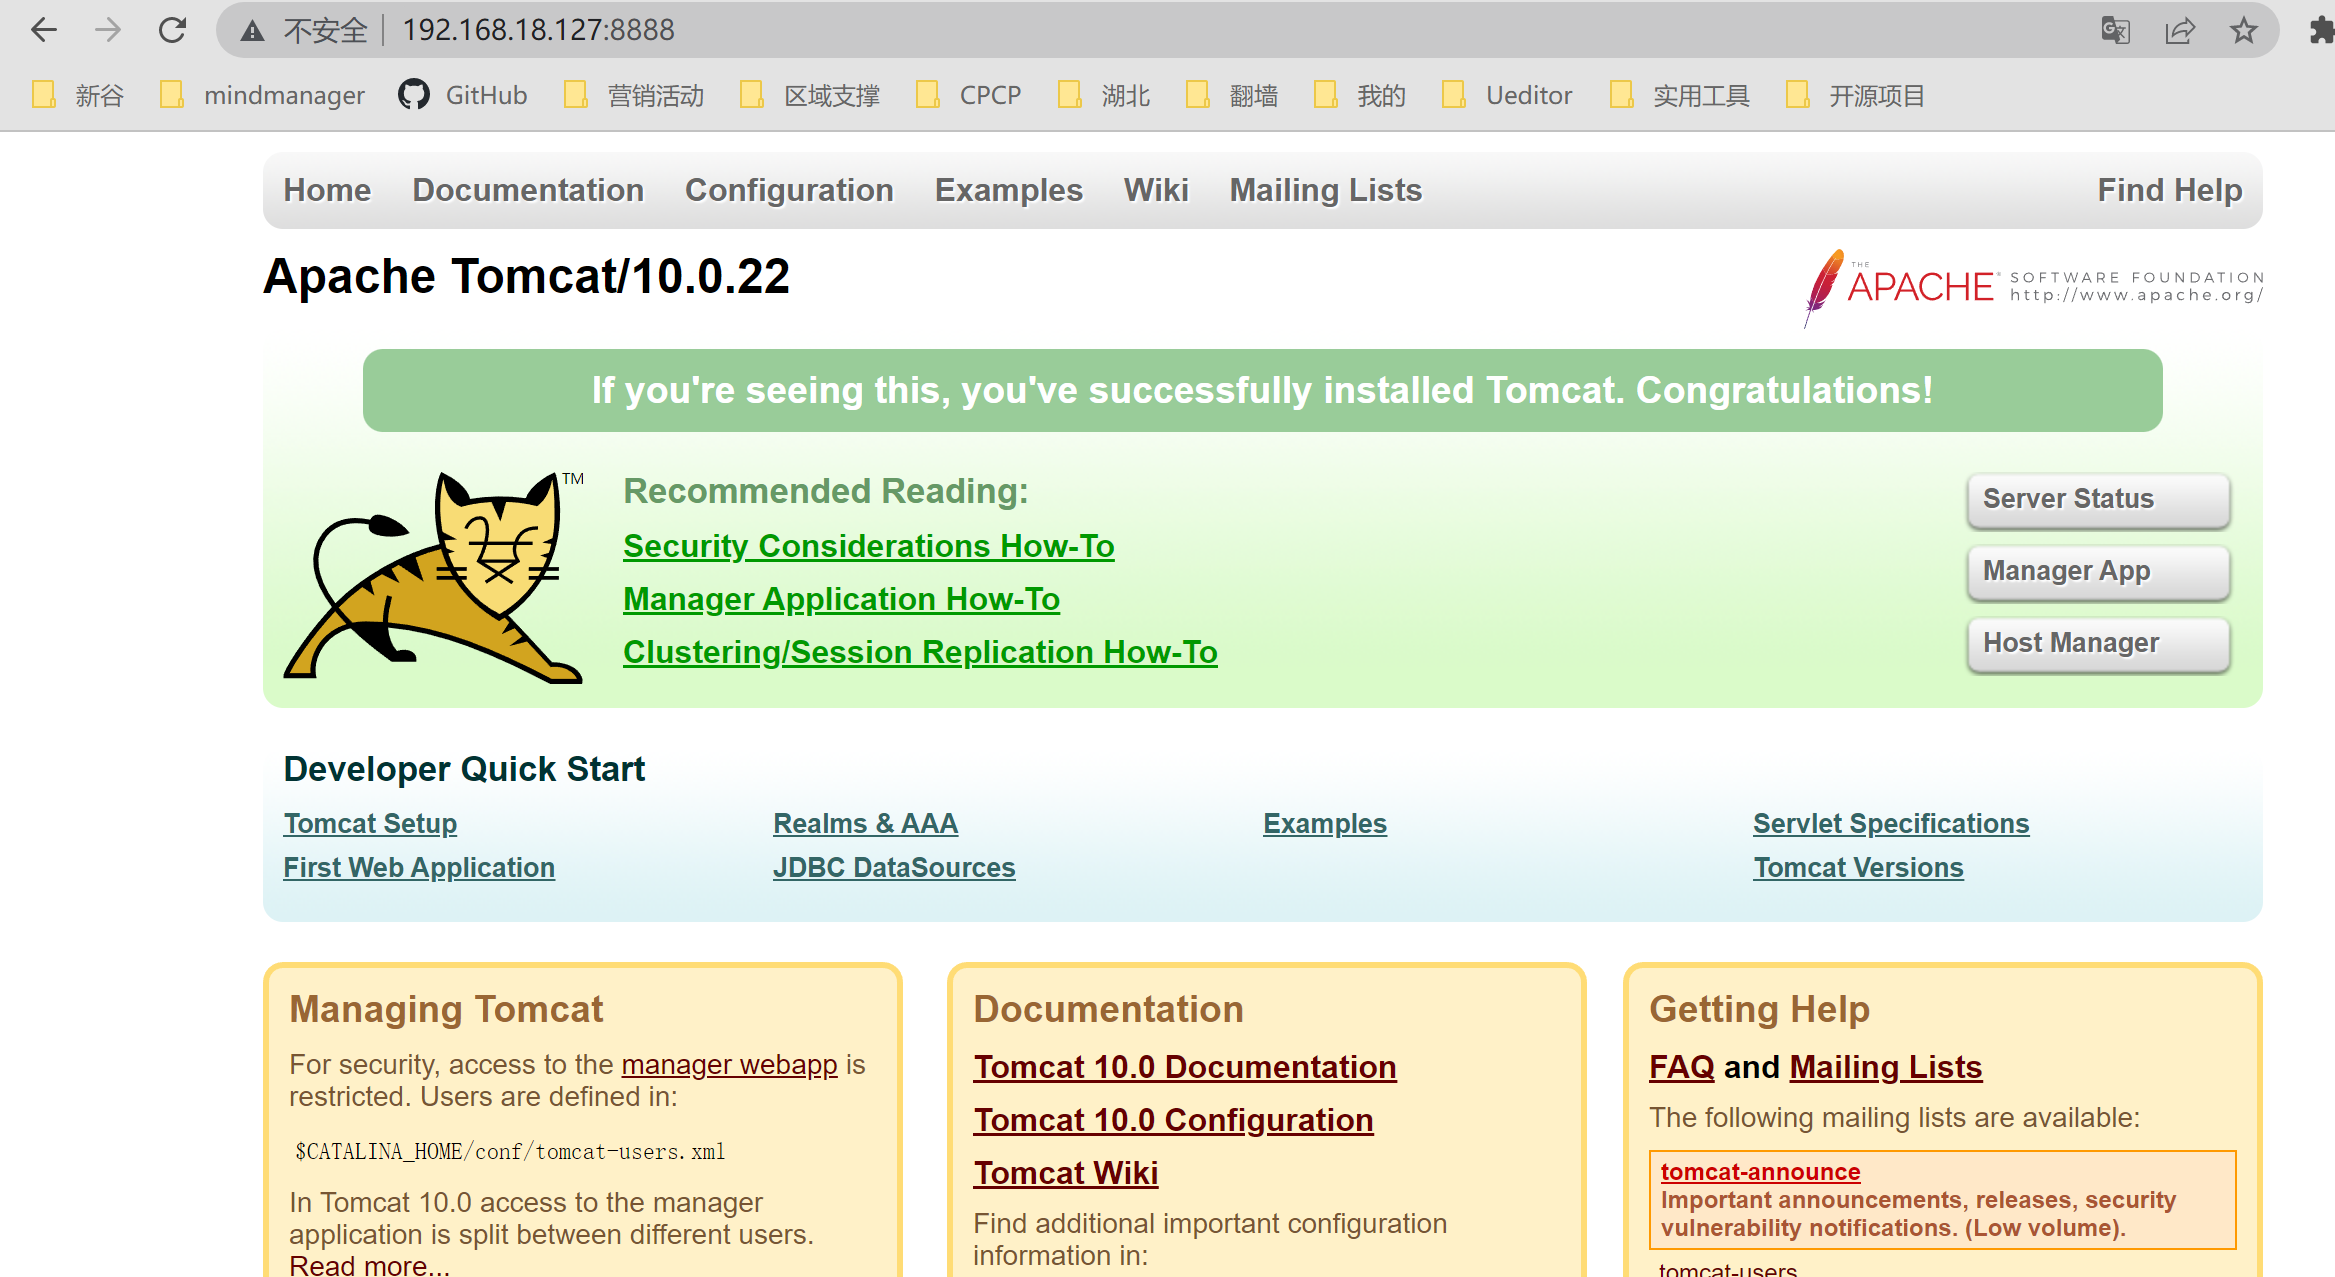 不安全 | 192.168.18.127:8888
新谷 mindmanager GitHub 营销活动 区域支撑 CPCP 湖北 翻墙 我的 Ueditor 实用工具 开源项目
Home Documentation Configuration Examples Wiki Mailing Lists Find Help
Apache Tomcat/10.0.22
THE APACHE® SOFTWARE FOUNDATION
http://www.apache.org/
If you're seeing this, you've successfully installed Tomcat. Congratulations!
TM
Recommended Reading:
Security Considerations How-To
Manager Application How-To
Clustering/Session Replication How-To
Server Status
Manager App
Host Manager
Developer Quick Start
Tomcat Setup Realms & AAA Examples Servlet Specifications
First Web Application JDBC DataSources Tomcat Versions
Managing Tomcat
For security, access to the manager webapp is
restricted. Users are defined in:
$CATALINA_HOME/conf/tomcat-users.xml
In Tomcat 10.0 access to the manager
application is split between different users.
Read more...
Documentation
Tomcat 10.0 Documentation
Tomcat 10.0 Configuration
Tomcat Wiki
Find additional important configuration
information in:
Getting Help
FAQ and Mailing Lists
The following mailing lists are available:
tomcat-announce
Important announcements, releases, security
vulnerability notifications. (Low volume).
tomcat-users